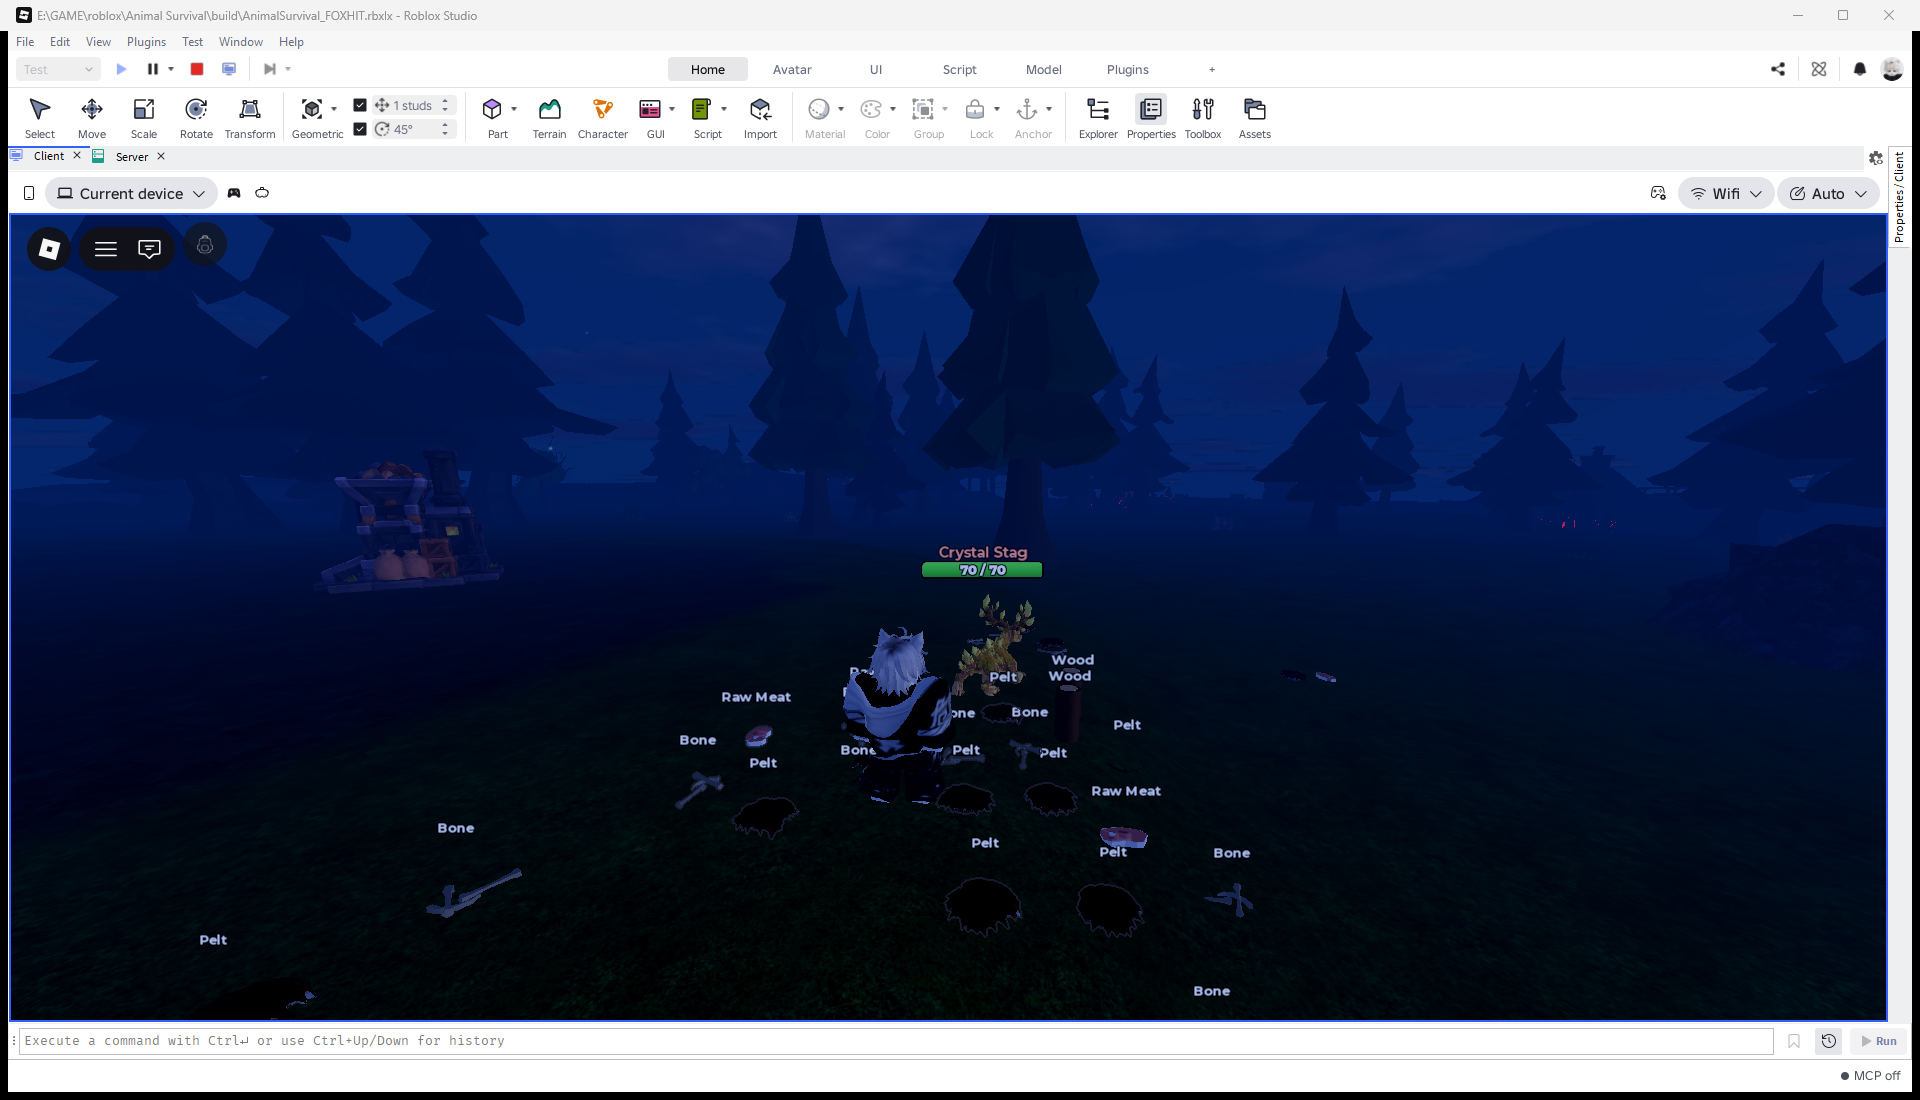 E:\GAME\roblox\Animal Survival\build\AnimalSurvival_FOXHIT.rbxlx - Roblox Studio
File Edit View Plugins Test Window Help
Test
Home Avatar UI Script Model Plugins +
1 studs
45°
Select Move Scale Rotate Transform Geometric Part Terrain Character GUI Script Import Material Color Group Lock Anchor Explorer Properties Toolbox Assets
Client Server
Properties / Client
Current device Wifi Auto
Crystal Stag
70 / 70
Wood
Wood
Pelt
Raw Meat
Bone
Pelt
Bone
Pelt
Bone
Pelt
Pelt
Pelt
Raw Meat
Bone
Pelt
Pelt
Bone
Pelt
Bone
Execute a command with Ctrl↵ or use Ctrl+Up/Down for history
Run
MCP off